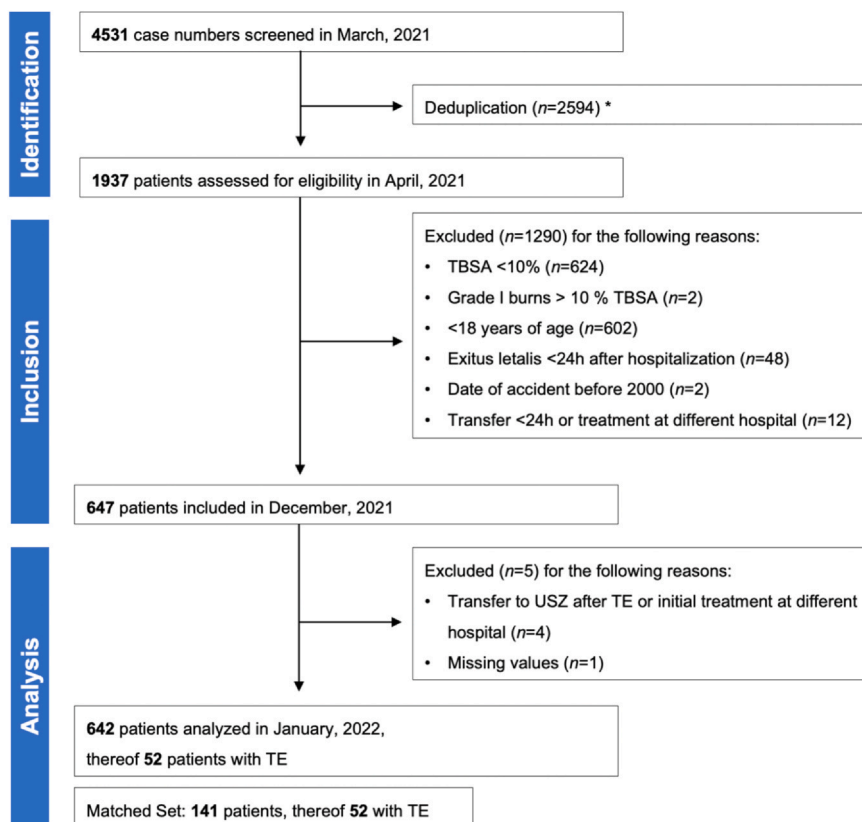 Identification
4531 case numbers screened in March, 2021
Deduplication (n=2594) *
1937 patients assessed for eligibility in April, 2021
Inclusion
Excluded (n=1290) for the following reasons:
• TBSA <10% (n=624)
• Grade I burns > 10 % TBSA (n=2)
• <18 years of age (n=602)
• Exitus letalis <24h after hospitalization (n=48)
• Date of accident before 2000 (n=2)
• Transfer <24h or treatment at different hospital (n=12)
647 patients included in December, 2021
Analysis
Excluded (n=5) for the following reasons:
• Transfer to USZ after TE or initial treatment at different
hospital (n=4)
• Missing values (n=1)
642 patients analyzed in January, 2022,
thereof 52 patients with TE
Matched Set: 141 patients, thereof 52 with TE